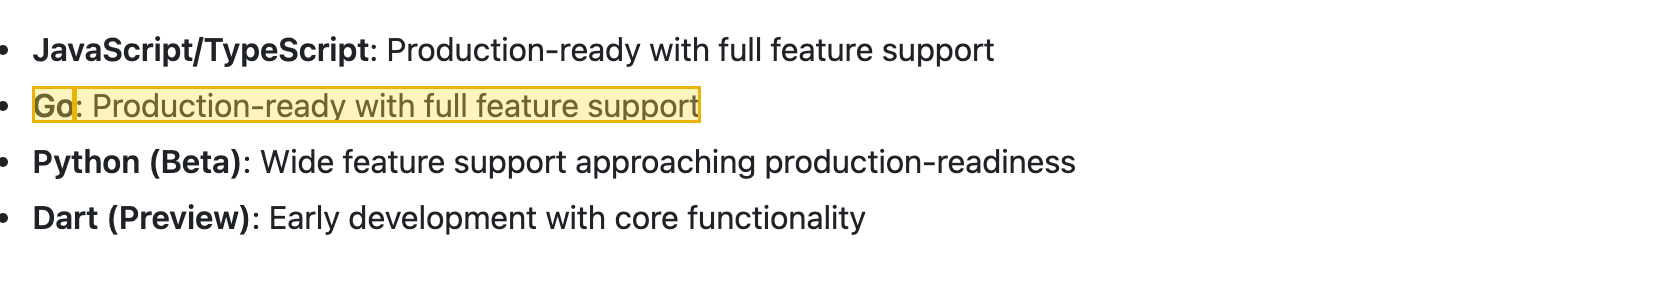 • JavaScript/TypeScript: Production-ready with full feature support
• Go: Production-ready with full feature support
• Python (Beta): Wide feature support approaching production-readiness
• Dart (Preview): Early development with core functionality